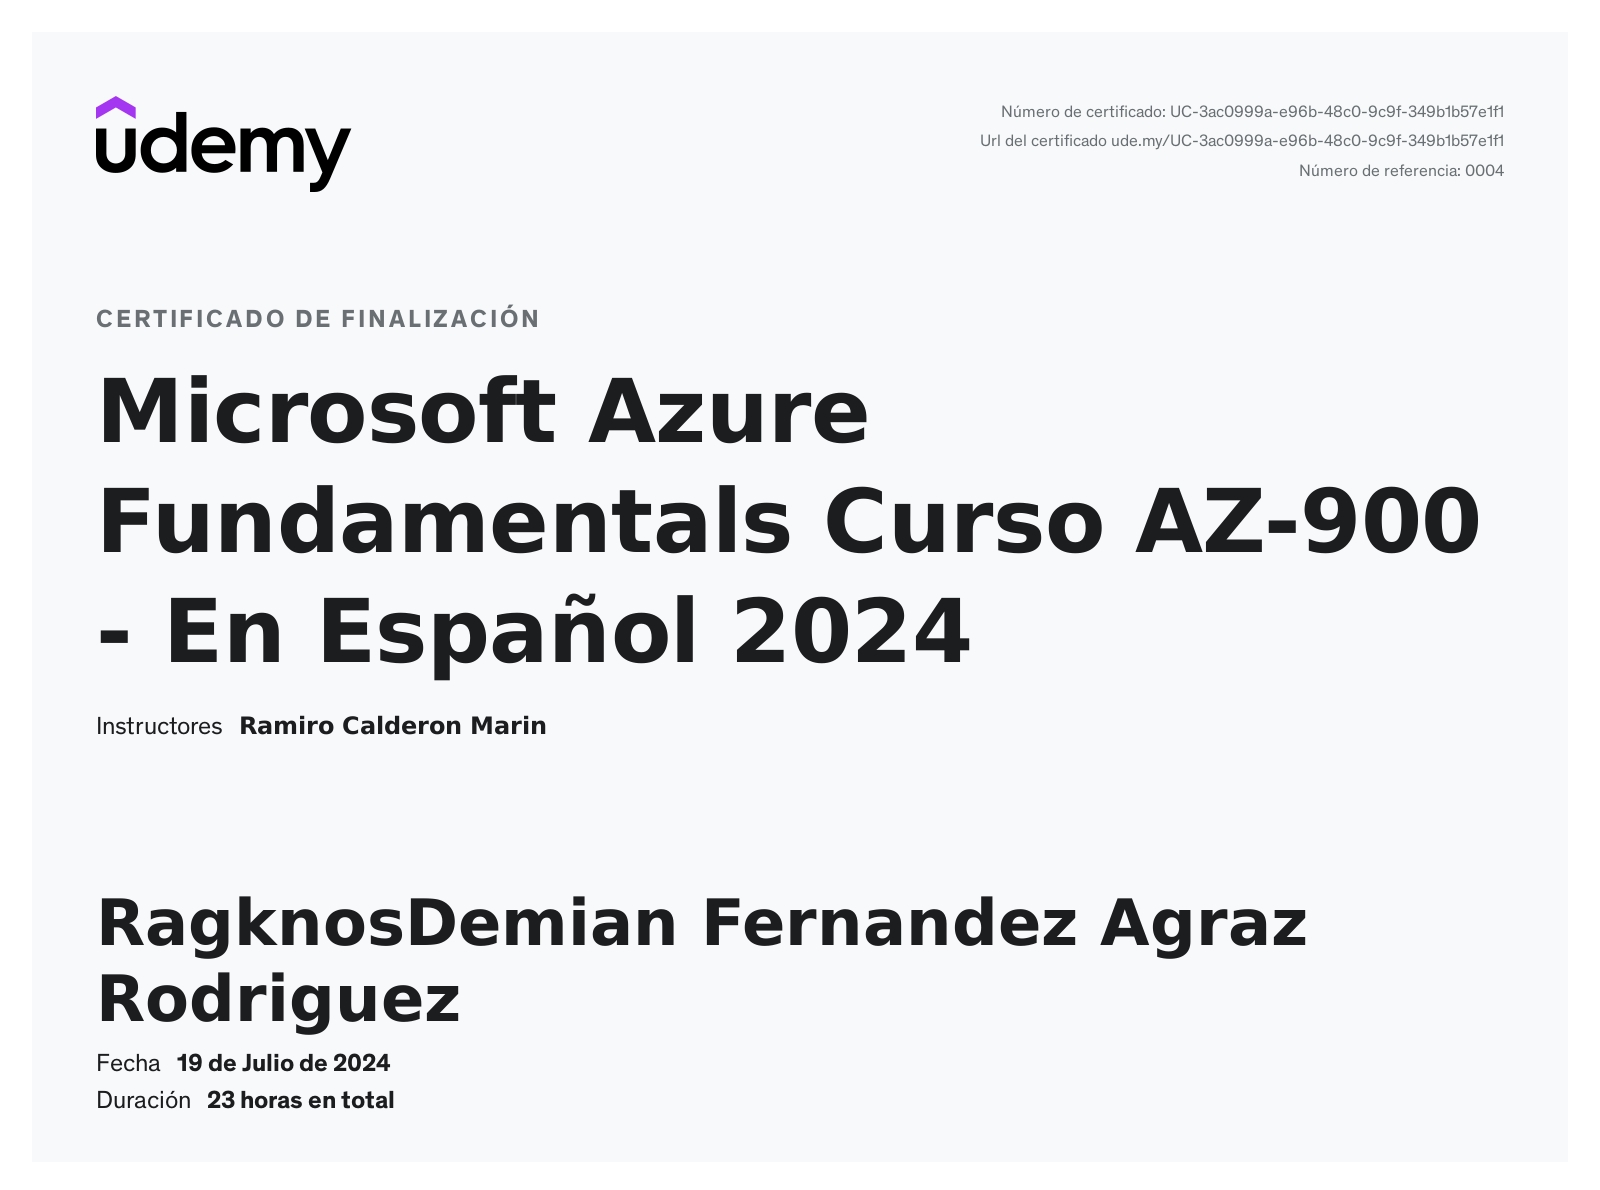 udemy
Número de certificado: UC-3ac0999a-e96b-48c0-9c9f-349b1b57e1f1
Url del certificado ude.my/UC-3ac0999a-e96b-48c0-9c9f-349b1b57e1f1
Número de referencia: 0004
CERTIFICADO DE FINALIZACIÓN
Microsoft Azure
Fundamentals Curso AZ-900
- En Español 2024
Instructores Ramiro Calderon Marin
RagknosDemian Fernandez Agraz
Rodriguez
Fecha 19 de Julio de 2024
Duración 23 horas en total